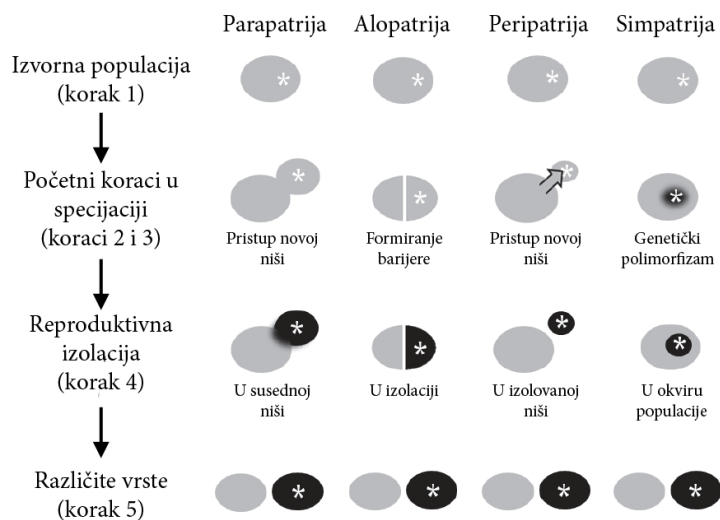 Parapatrija Alopatrija Peripatrija Simpatrija
Izvorna populacija
(korak 1)
Početni koraci u
specijaciji
(koraci 2 i 3)
Pristup novoj
niši
Formiranje
barijere
Pristup novoj
niši
Genetički
polimorfizam
Reproduktivna
izolacija
(korak 4)
U susednoj
niši
U izolaciji
U izolovanoj
niši
U okviru
populacije
Različite vrste
(korak 5)